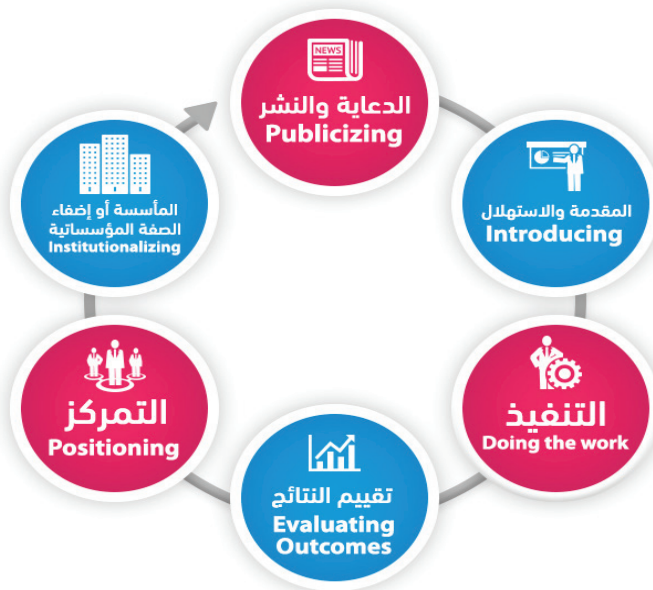 NEWS
الدعاية والنشر
Publicizing
المقدمة والاستهلال
Introducing
التنفيذ
Doing the work
تقييم النتائج
Evaluating
Outcomes
التمركز
Positioning
المأسسة أو إضفاء
الصفة المؤسساتية
Institutionalizing